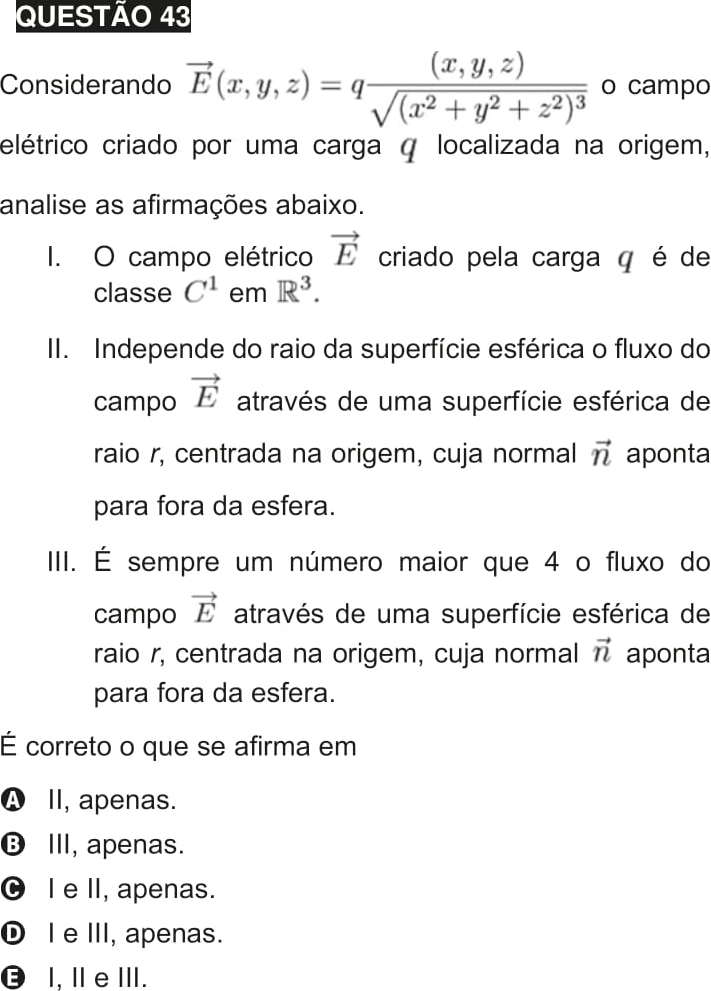 QUESTÃO 43
Considerando $\overrightarrow{E}(x,y,z) = q\frac{(x,y,z)}{\sqrt{(x^2+y^2+z^2)^3}}$ o campo
elétrico criado por uma carga $q$ localizada na origem,
analise as afirmações abaixo.
I. O campo elétrico $\overrightarrow{E}$ criado pela carga $q$ é de
classe $C^1$ em $\mathbb{R}^3$.
II. Independe do raio da superfície esférica o fluxo do
campo $\overrightarrow{E}$ através de uma superfície esférica de
raio r, centrada na origem, cuja normal $\vec{n}$ aponta
para fora da esfera.
III. É sempre um número maior que 4 o fluxo do
campo $\overrightarrow{E}$ através de uma superfície esférica de
raio r, centrada na origem, cuja normal $\vec{n}$ aponta
para fora da esfera.
É correto o que se afirma em
A II, apenas.
B III, apenas.
C I e II, apenas.
D I e III, apenas.
E I, II e III.